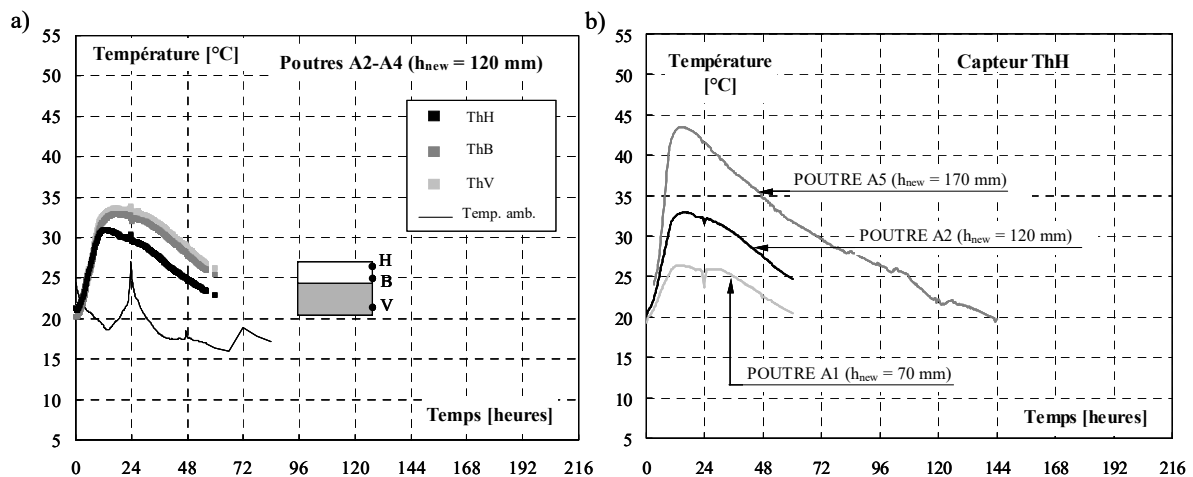 a)
55
50
45
40
35
30
25
20
15
10
5
Température [°C]
Poutres A2-A4 (hnew = 120 mm)
ThH
ThB
ThV
Temp. amb.
H
B
V
Temps [heures]
0 24 48 72 96 120 144 168 192 216
b)
55
50
45
40
35
30
25
20
15
10
5
Température
[°C]
Capteur ThH
POUTRE A5 (hnew = 170 mm)
POUTRE A2 (hnew = 120 mm)
POUTRE A1 (hnew = 70 mm)
Temps [heures]
0 24 48 72 96 120 144 168 192 216